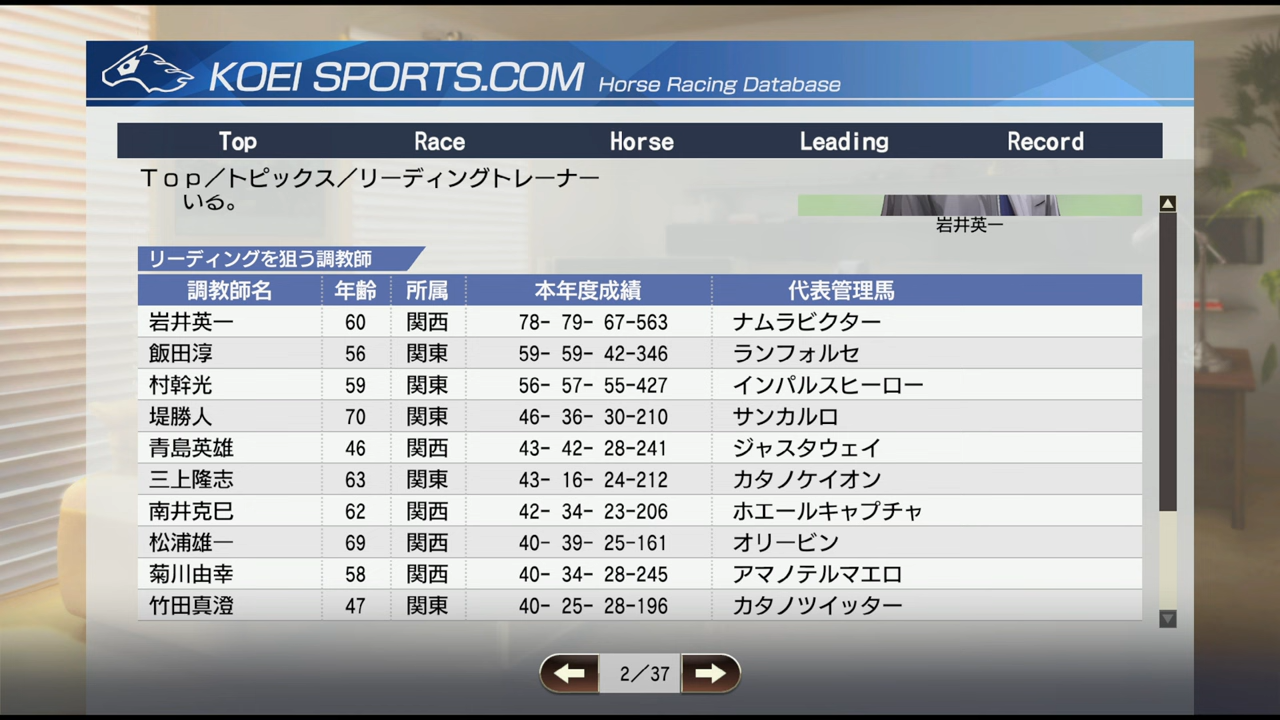 KOEI SPORTS.COM Horse Racing Database
Top Race Horse Leading Record
Top／トピックス／リーディングトレーナー
いる。
岩井英一
リーディングを狙う調教師
調教師名 年齢 所属 本年度成績 代表管理馬
岩井英一 60 関西 78- 79- 67-563 ナムラビクター
飯田淳 56 関東 59- 59- 42-346 ランフォルセ
村幹光 59 関東 56- 57- 55-427 インパルスヒーロー
堤勝人 70 関東 46- 36- 30-210 サンカルロ
青島英雄 46 関西 43- 42- 28-241 ジャスタウェイ
三上隆志 63 関東 43- 16- 24-212 カタノケイオン
南井克巳 62 関西 42- 34- 23-206 ホエールキャプチャ
松浦雄一 69 関西 40- 39- 25-161 オリービン
菊川由幸 58 関西 40- 34- 28-245 アマノテルマエロ
竹田真澄 47 関東 40- 25- 28-196 カタノツイッター
2／37